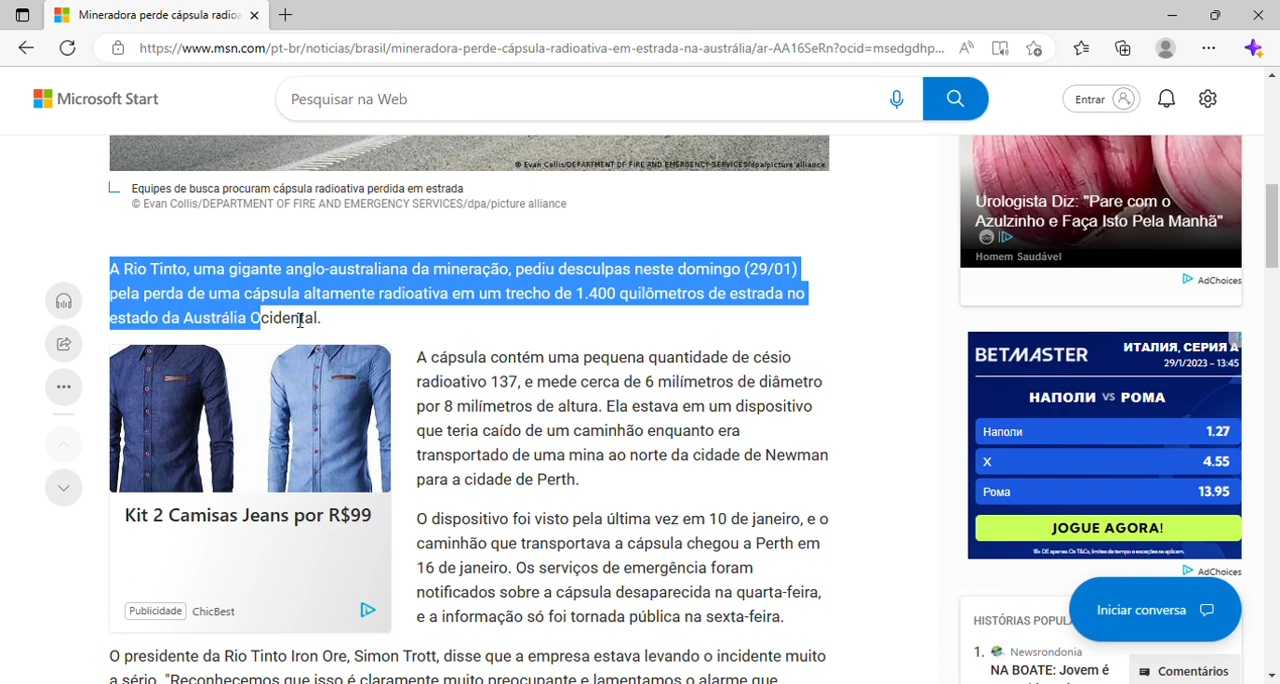 Mineradora perde cápsula radioa
https://www.msn.com/pt-br/noticias/brasil/mineradora-perde-cápsula-radioativa-em-estrada-na-austrália/ar-AA16SeRn?ocid=msedgdhp...
Microsoft Start
Pesquisar na Web
Entrar
© Evan Collis/DEPARTMENT OF FIRE AND EMERGENCY SERVICES/dpa/picture alliance
Equipes de busca procuram cápsula radioativa perdida em estrada
© Evan Collis/DEPARTMENT OF FIRE AND EMERGENCY SERVICES/dpa/picture alliance
A Rio Tinto, uma gigante anglo-australiana da mineração, pediu desculpas neste domingo (29/01)
pela perda de uma cápsula altamente radioativa em um trecho de 1.400 quilômetros de estrada no
estado da Austrália Ocidental.
A cápsula contém uma pequena quantidade de césio
radioativo 137, e mede cerca de 6 milímetros de diâmetro
por 8 milímetros de altura. Ela estava em um dispositivo
que teria caído de um caminhão enquanto era
transportado de uma mina ao norte da cidade de Newman
para a cidade de Perth.
Kit 2 Camisas Jeans por R$99
Publicidade
ChicBest
O dispositivo foi visto pela última vez em 10 de janeiro, e o
caminhão que transportava a cápsula chegou a Perth em
16 de janeiro. Os serviços de emergência foram
notificados sobre a cápsula desaparecida na quarta-feira,
e a informação só foi tornada pública na sexta-feira.
O presidente da Rio Tinto Iron Ore, Simon Trott, disse que a empresa estava levando o incidente muito
a sério. "Reconhecemos que isso é claramente muito preocupante e lamentamos o alarme que
Urologista Diz: "Pare com o
Azulzinho e Faça Isto Pela Manhã"
Homem Saudável
AdChoices
BETMASTER
ИТАЛИЯ, СЕРИЯ A
29/1/2023 – 13:45
НАПОЛИ VS РОМА
Наполи 1.27
X 4.55
Рома 13.95
JOGUE AGORA!
AdChoices
Iniciar conversa
HISTÓRIAS POPULA
1. Newsrondonia
NA BOATE: Jovem é
Comentários